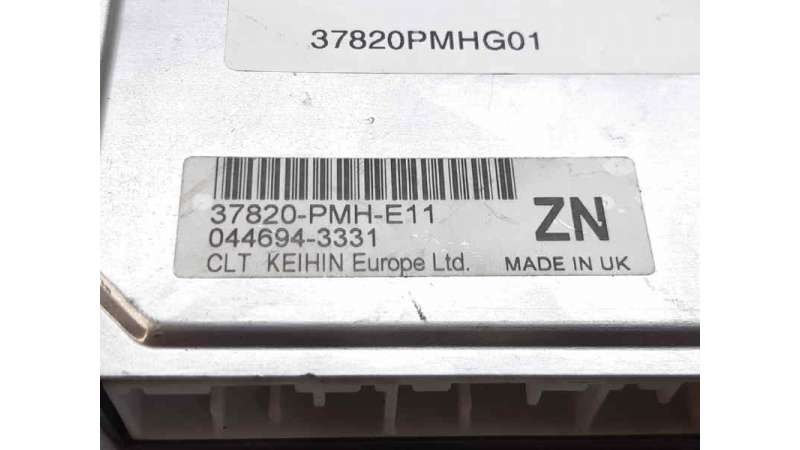 37820PMHG01
37820-PMH-E11
044694-3331
CLT KEIHIN Europe Ltd.
ZN
MADE IN UK